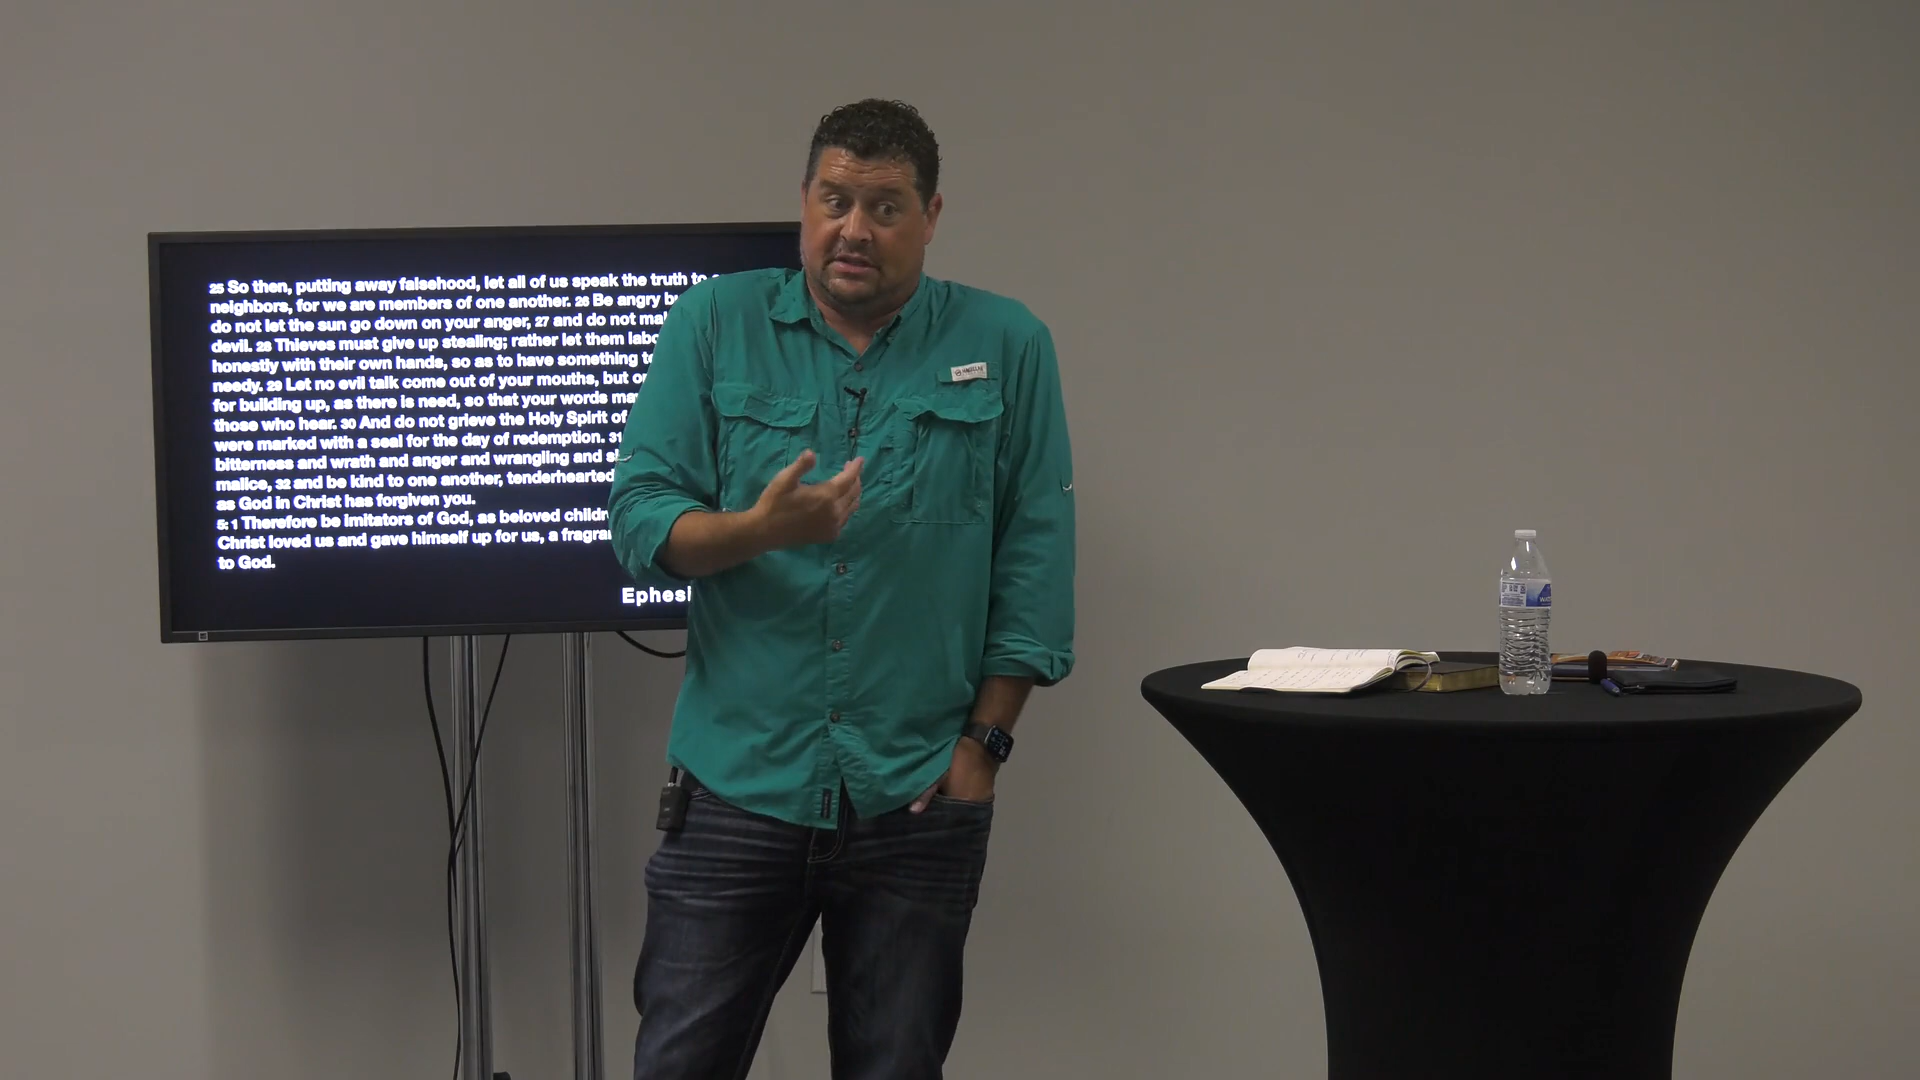 25 So then, putting away falsehood, let all of us speak the truth to
neighbors, for we are members of one another. 26 Be angry
do not let the sun go down on your anger, 27 and do not
devil. 28 Thieves must give up stealing; rather let them
honestly with their own hands, so as to have something
needy. 29 Let no evil talk come out of your mouths, but
for building up, as there is need, so that your words
those who hear. 30 And do not grieve the Holy Spirit of
were marked with a seal for the day of redemption. 31
bitterness and wrath and anger and wrangling and
malice, 32 and be kind to one another, tenderhearted
as God in Christ has forgiven you.
5:1 Therefore be imitators of God, as beloved
Christ loved us and gave himself up for us, a
to God.
Ephesi
MAGELLAN